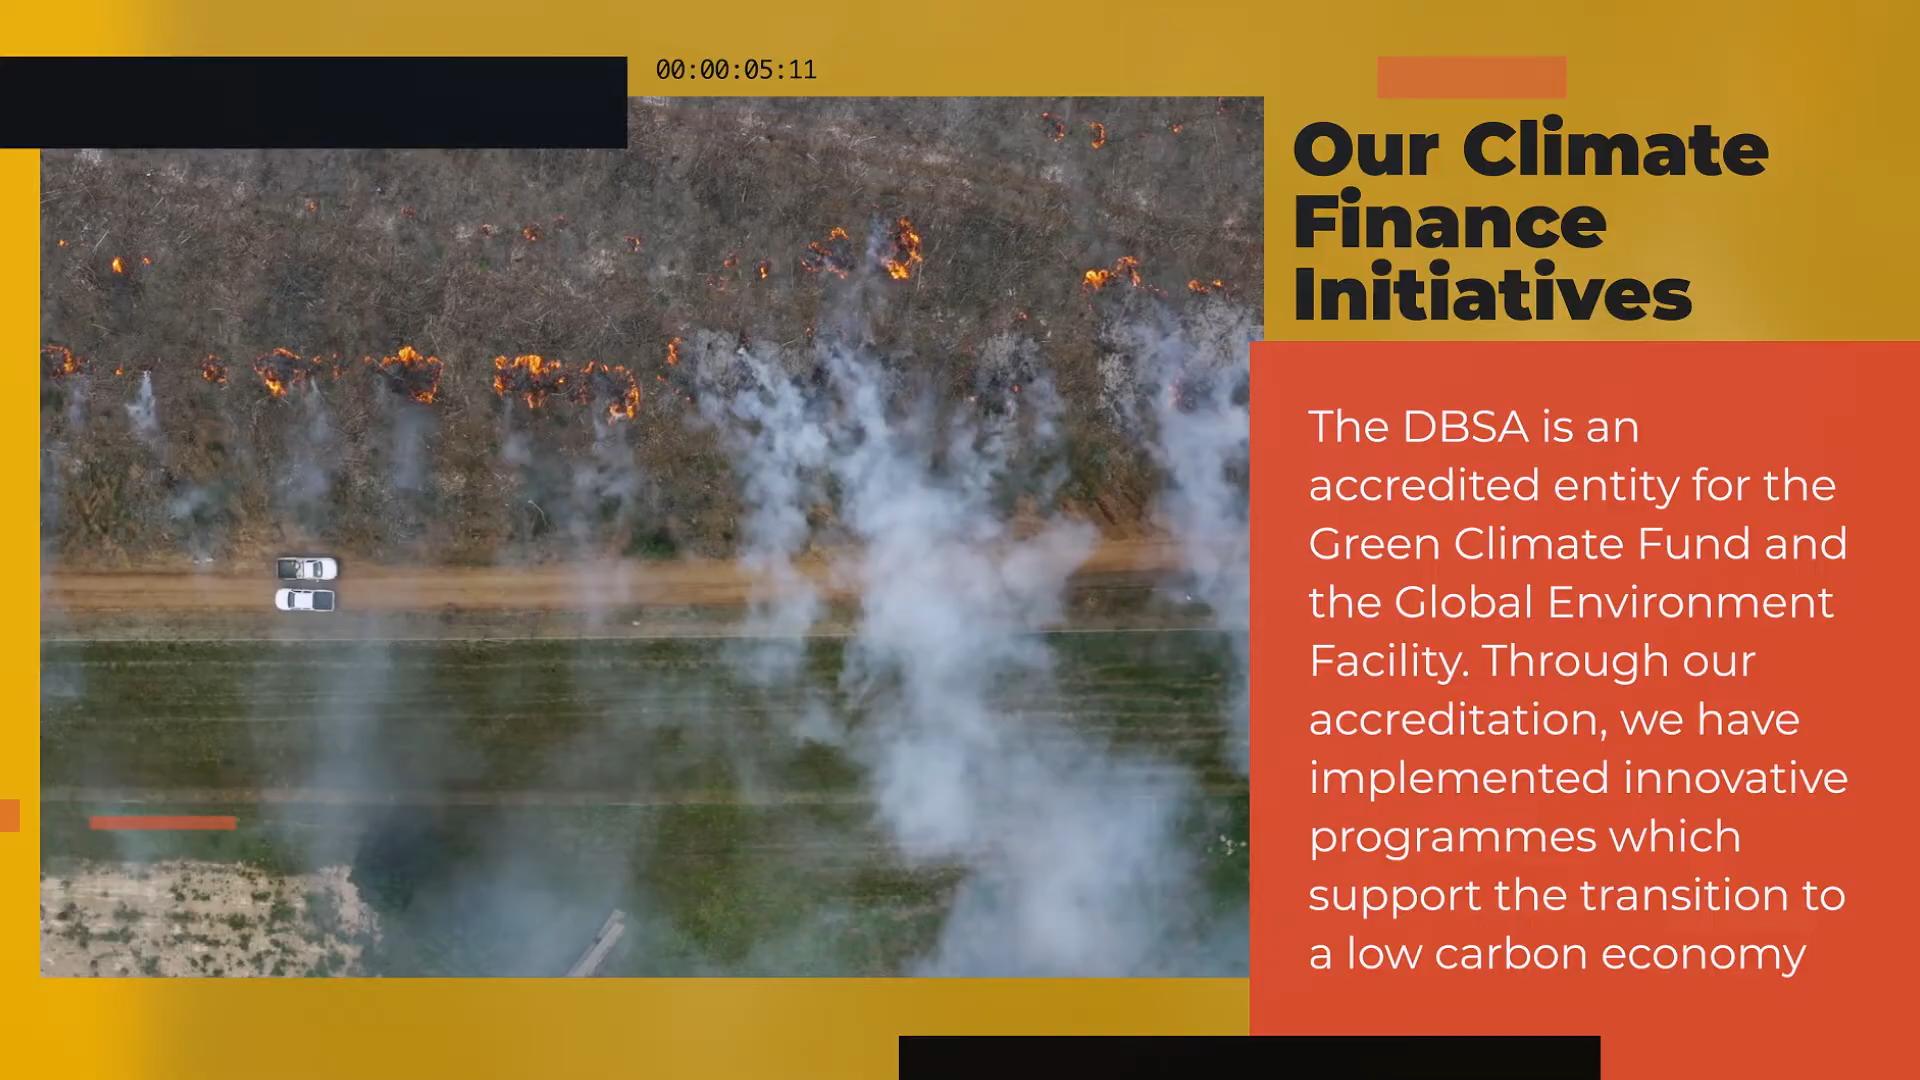 00:00:05:11
Our Climate
Finance
Initiatives
The DBSA is an
accredited entity for the
Green Climate Fund and
the Global Environment
Facility. Through our
accreditation, we have
implemented innovative
programmes which
support the transition to
a low carbon economy